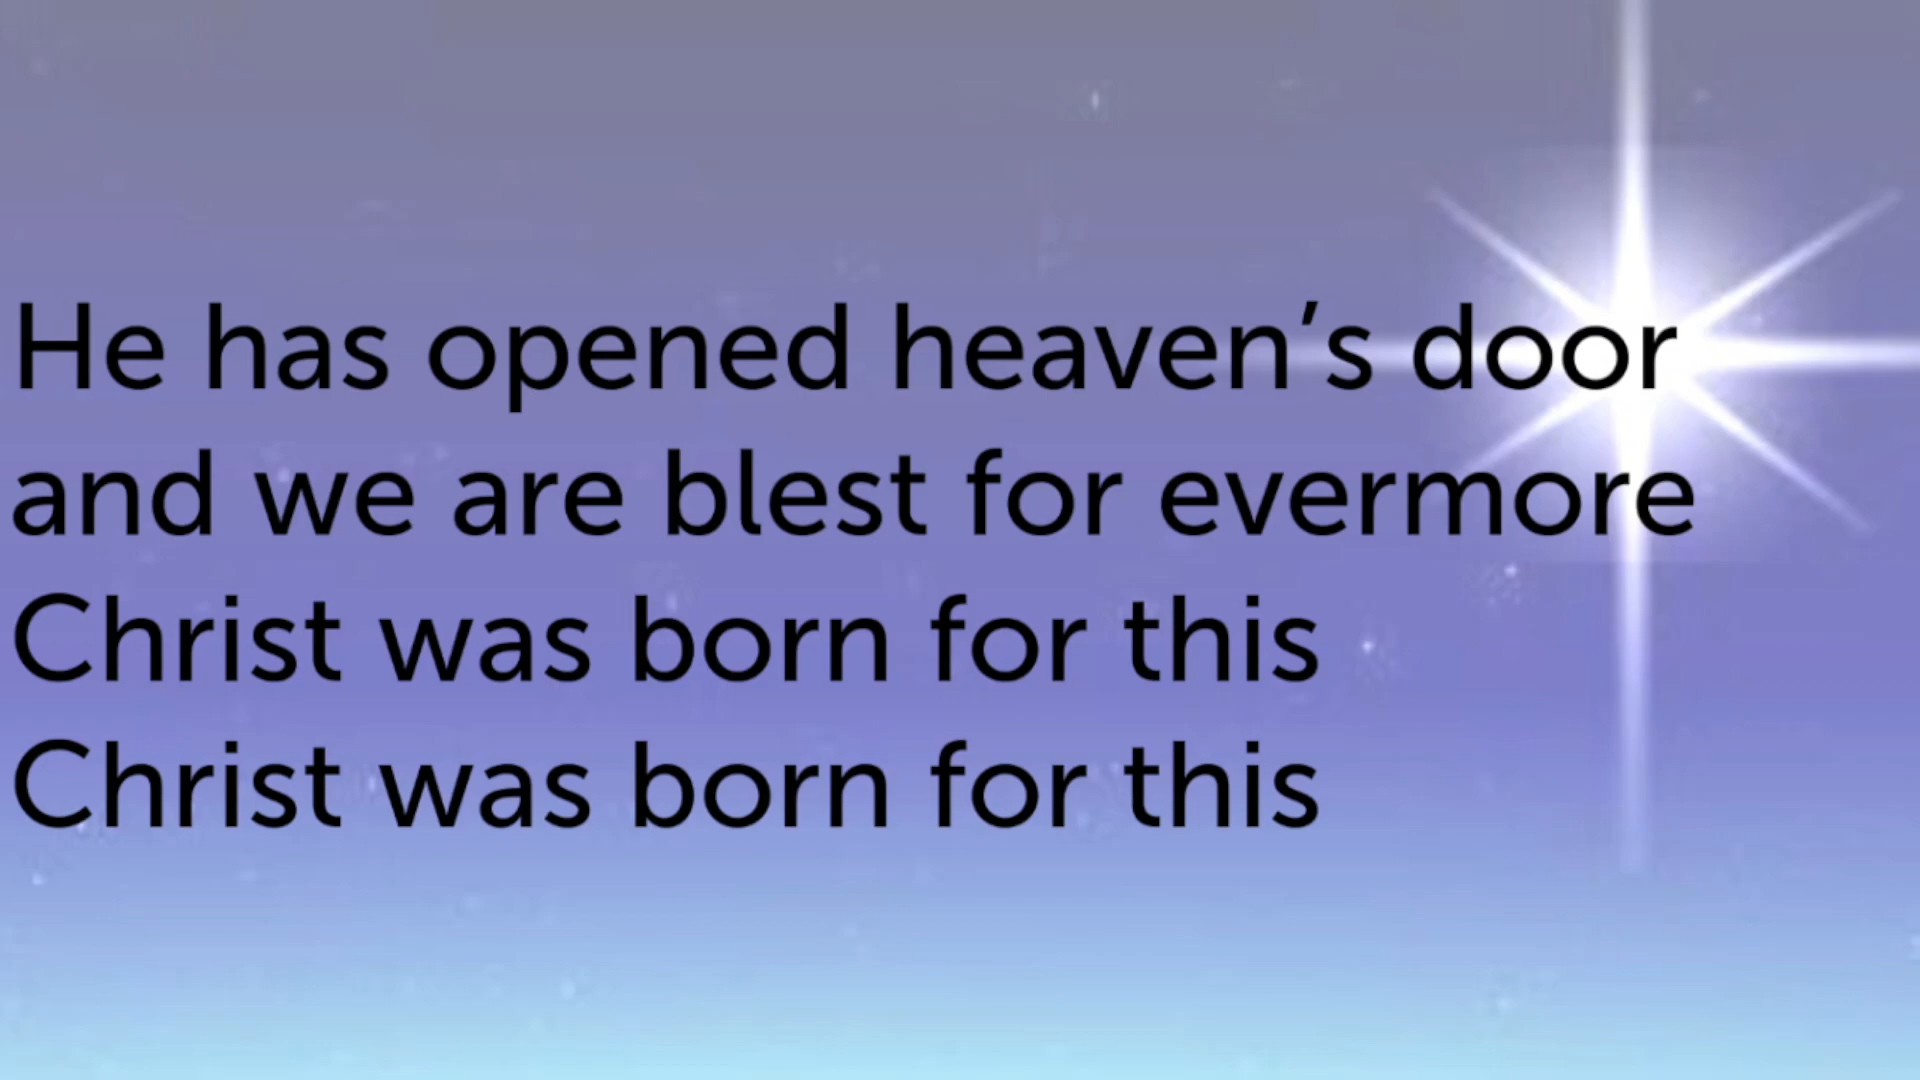 He has opened heaven’s door
and we are blest for evermore
Christ was born for this
Christ was born for this